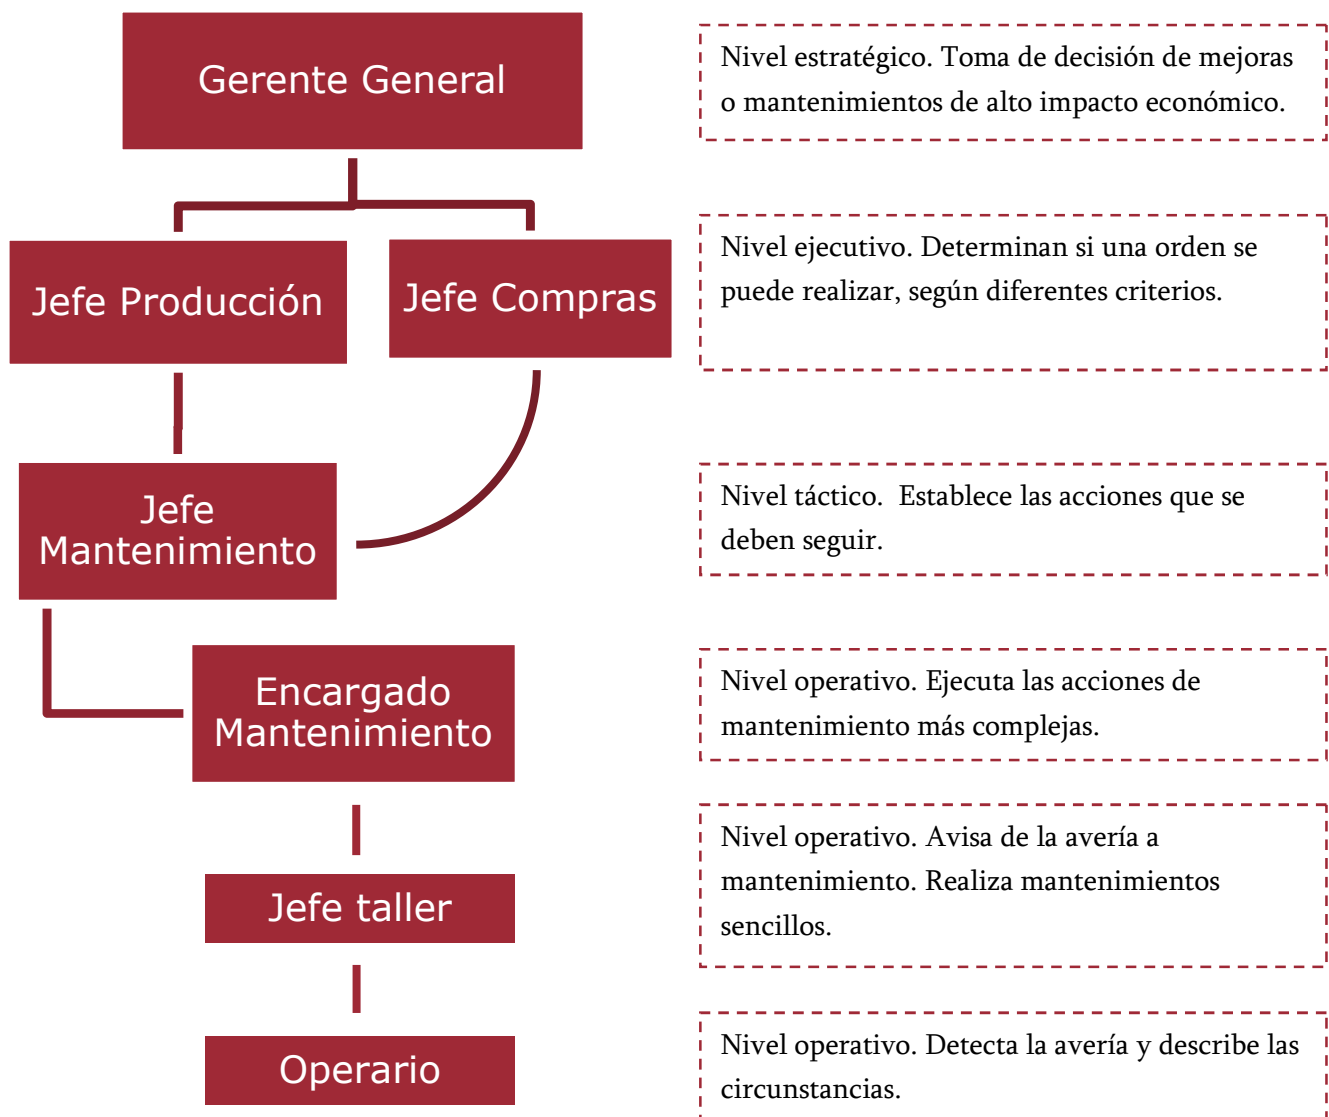 Gerente General
Nivel estratégico. Toma de decisión de mejoras
o mantenimientos de alto impacto económico.
Jefe Producción
Jefe Compras
Nivel ejecutivo. Determinan si una orden se
puede realizar, según diferentes criterios.
Jefe
Mantenimiento
Nivel táctico.  Establece las acciones que se
deben seguir.
Encargado
Mantenimiento
Nivel operativo. Ejecuta las acciones de
mantenimiento más complejas.
Jefe taller
Nivel operativo. Avisa de la avería a
mantenimiento. Realiza mantenimientos
sencillos.
Operario
Nivel operativo. Detecta la avería y describe las
circunstancias.